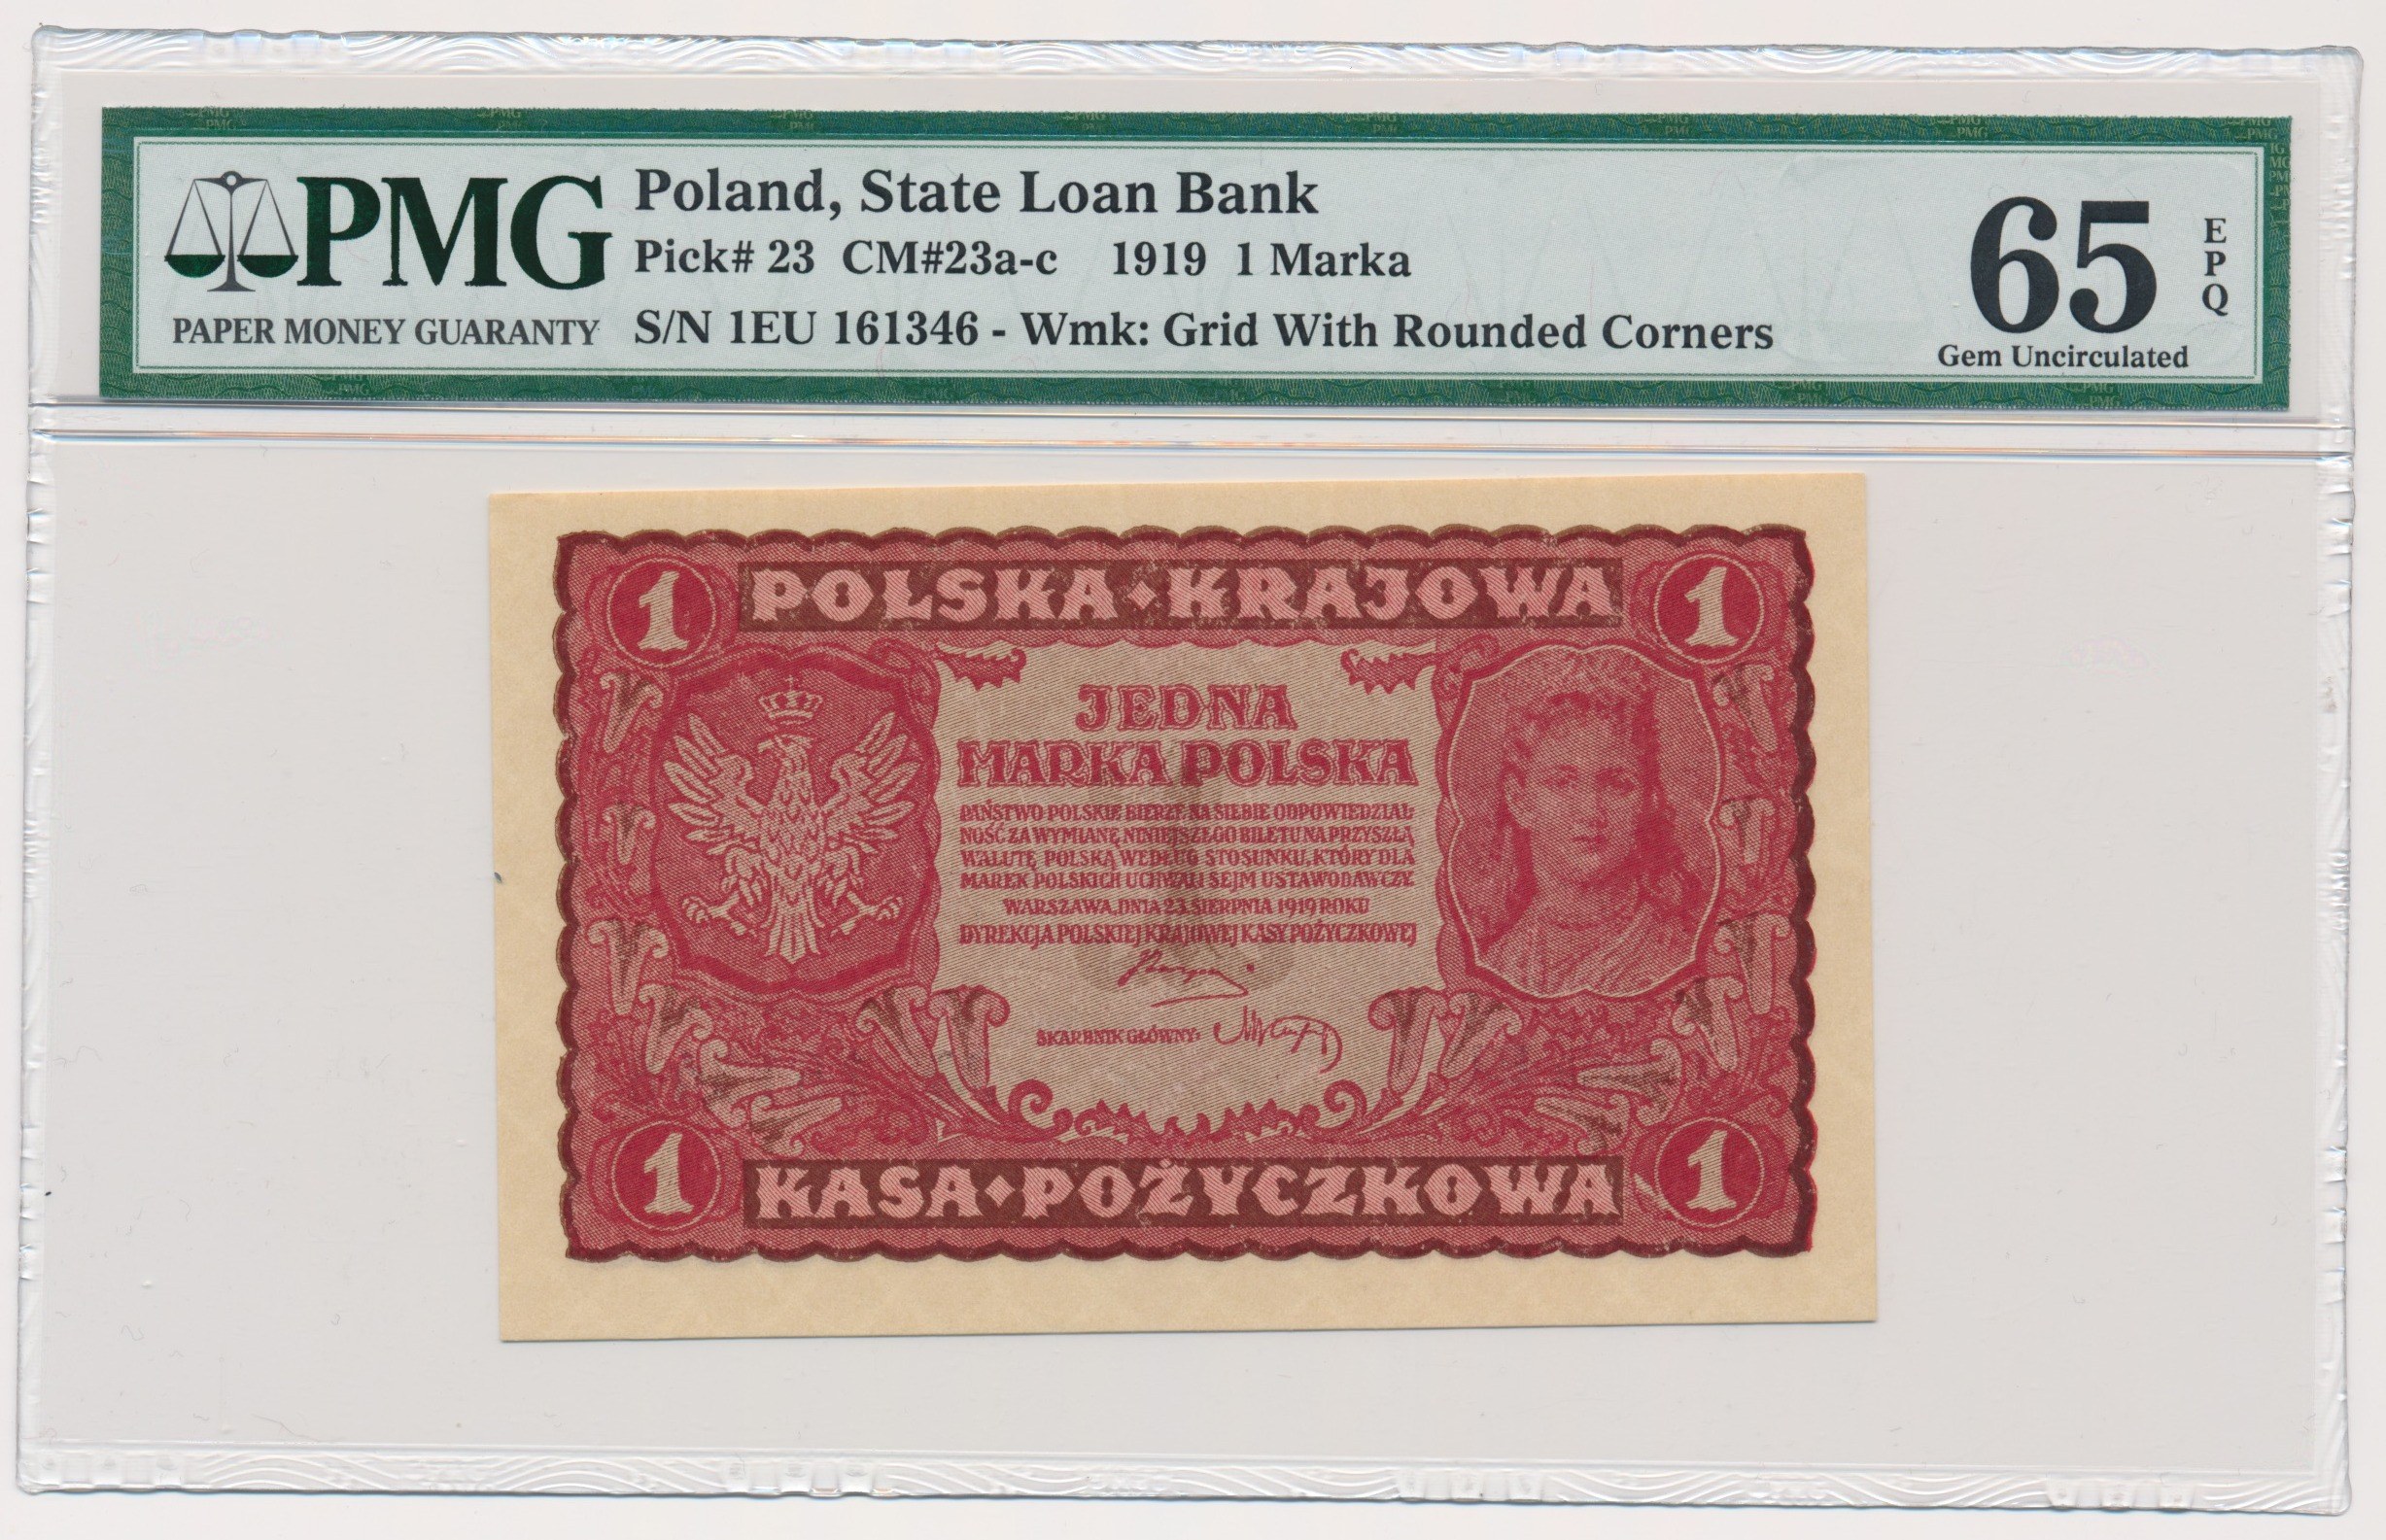 PMG
PAPER MONEY GUARANTY
Poland, State Loan Bank
Pick# 23 CM#23a-c 1919 1 Marka
S/N 1EU 161346 - Wmk: Grid With Rounded Corners
65
EPQ
Gem Uncirculated
1 POLSKA · KRAJOWA 1
JEDNA
MARKA POLSKA
PAŃSTWO POLSKIE BIERZE NA SIEBIE ODPOWIEDZIAL-
NOŚĆ ZA WYMIANĘ NINIEJSZEGO BILETU NA PRZYSZŁĄ
WALUTĘ POLSKĄ WEDŁUG STOSUNKU, KTÓRY DLA
MAREK POLSKICH UCHWALI SEJM USTAWODAWCZY.
WARSZAWA, DNIA 23. SIERPNIA 1919 ROKU
DYREKCJA POLSKIEJ KRAJOWEJ KASY POŻYCZKOWEJ
SKARBNIK GŁÓWNY:
1 KASA · POŻYCZKOWA 1